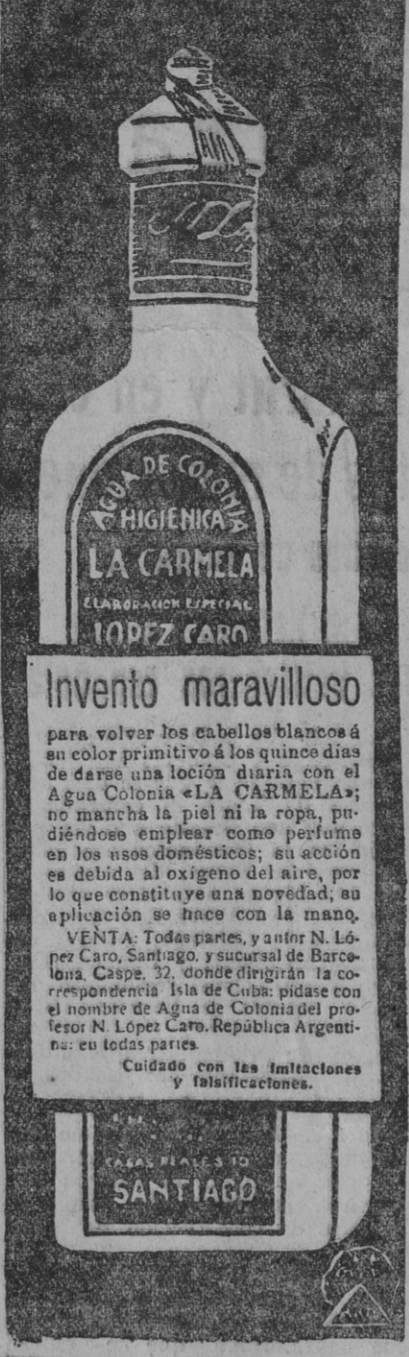 AGUA DE COLONIA
HIGIENICA
LA CARMELA
ELABORACION ESPECIAL
LOPEZ CARO
Invento maravilloso
para volver los cabellos blancos á
su color primitivo á los quince días
de darse una loción diaria con el
Agua Colonia «LA CARMELA»;
no mancha la piel ni la ropa, pu-
diéndose emplear como perfume
en los usos domésticos; su acción
es debida al oxígeno del aire, por
lo que constituye una novedad; su
aplicación se hace con la mano.
VENTA: Todas partes, y autor N. Ló-
pez Caro, Santiago, y sucursal de Barce-
lona, Caspe, 32, donde dirigirán la co-
rrespondencia Isla de Cuba: pídase con
el nombre de Agua de Colonia del pro-
fesor N. López Caro. República Argenti-
na: en todas partes.
Cuidado con las imitaciones
y falsificaciones.
CASAS REALES 10
SANTIAGO